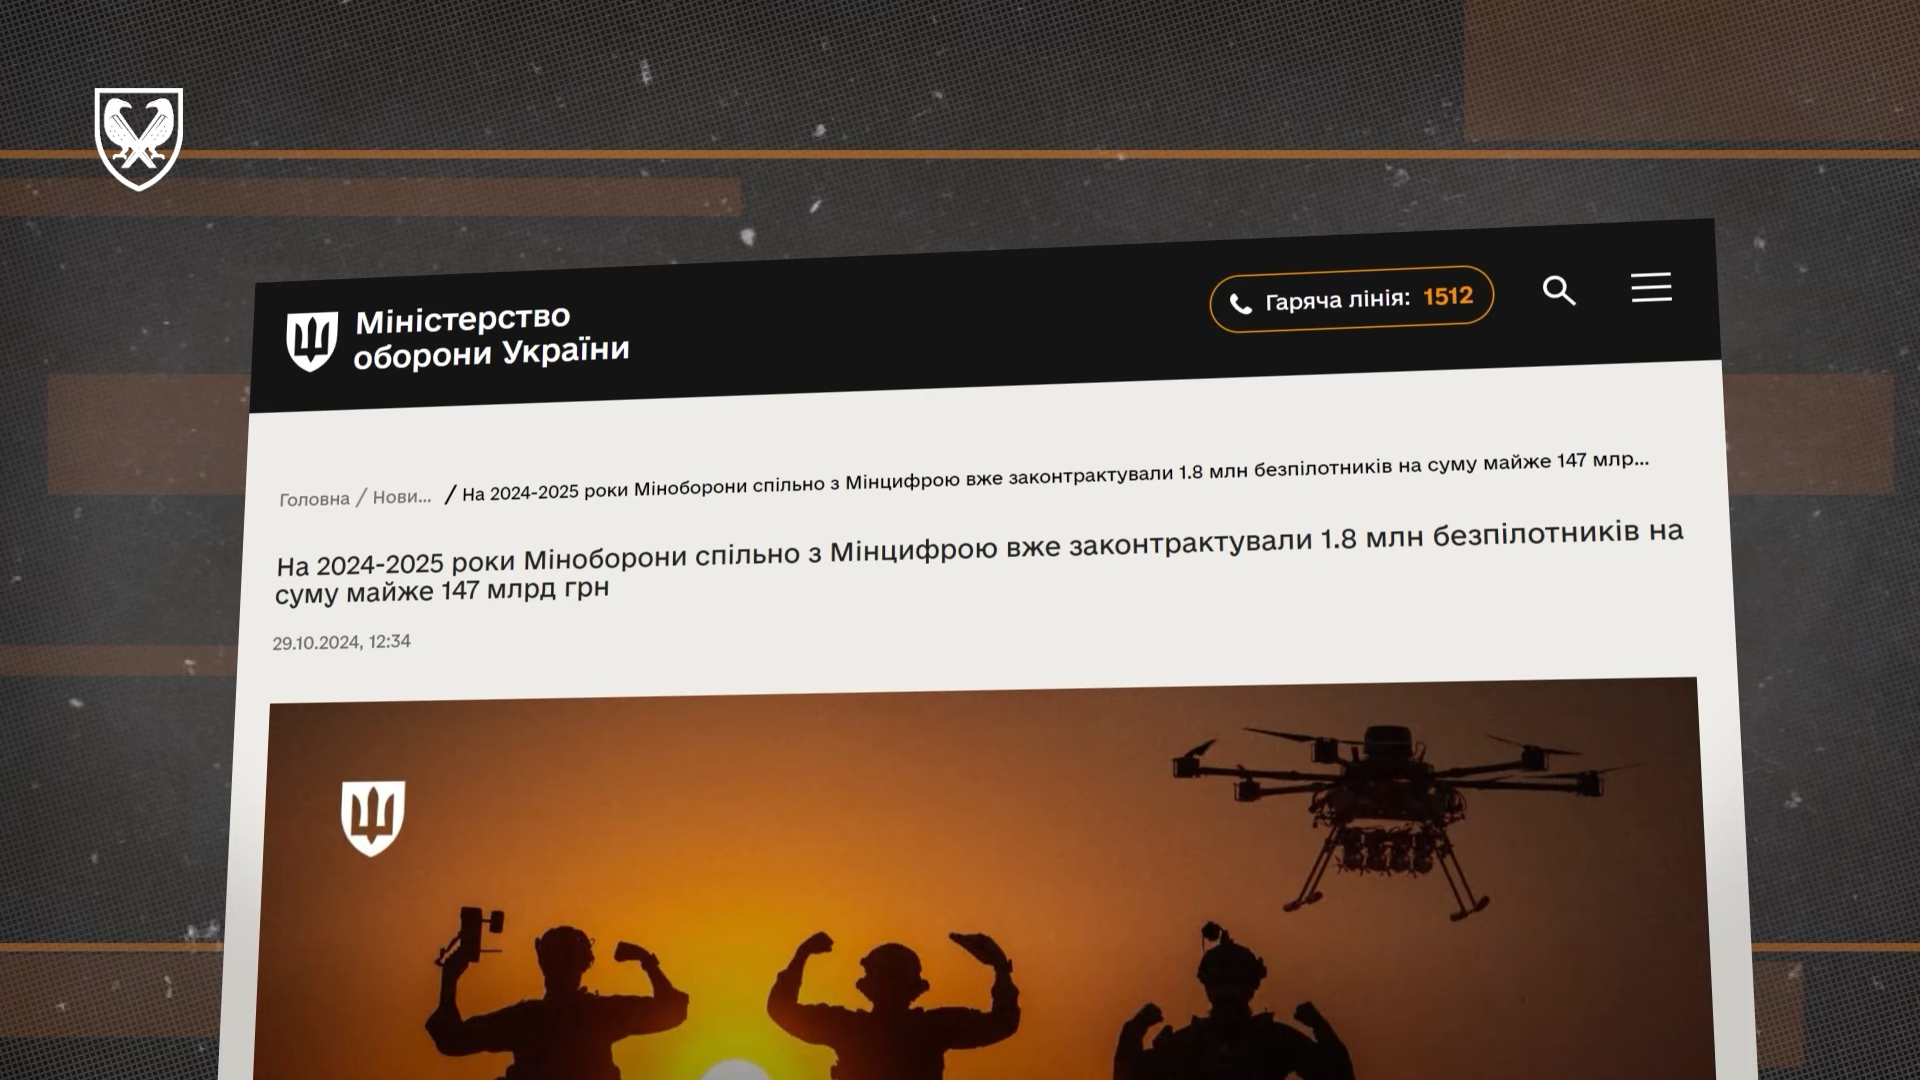 Міністерство
оборони України
Гаряча лінія: 1512
Головна / Нови... / На 2024-2025 роки Міноборони спільно з Мінцифрою вже законтрактували 1.8 млн безпілотників на суму майже 147 млр...
На 2024-2025 роки Міноборони спільно з Мінцифрою вже законтрактували 1.8 млн безпілотників на
суму майже 147 млрд грн
29.10.2024, 12:34